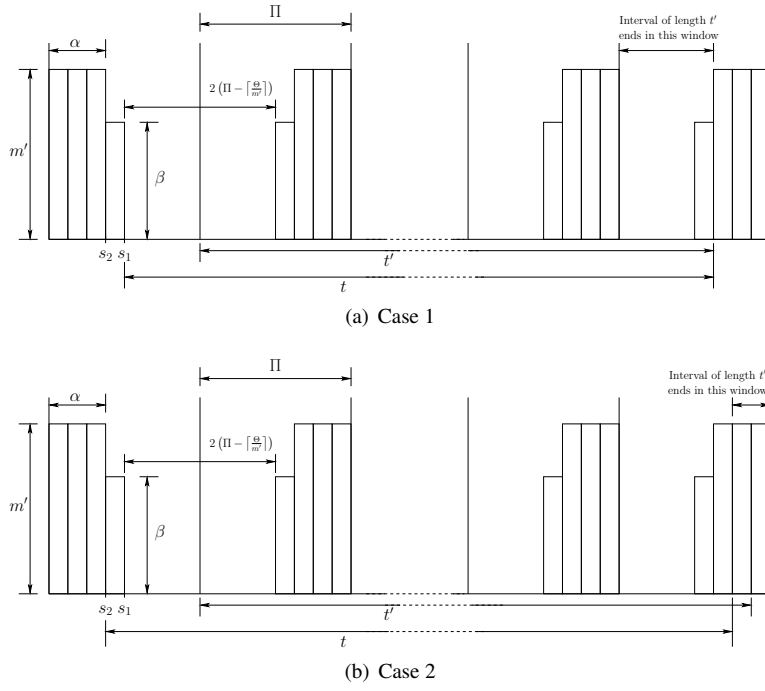 Π
Interval of length t′
ends in this window
α
2 (Π − ⌈Θ/m′⌉)
m′
β
s₂ s₁
t′
t
(a) Case 1
Π
Interval of length t′
ends in this window
α
2 (Π − ⌈Θ/m′⌉)
m′
β
s₂ s₁
t′
t
(b) Case 2